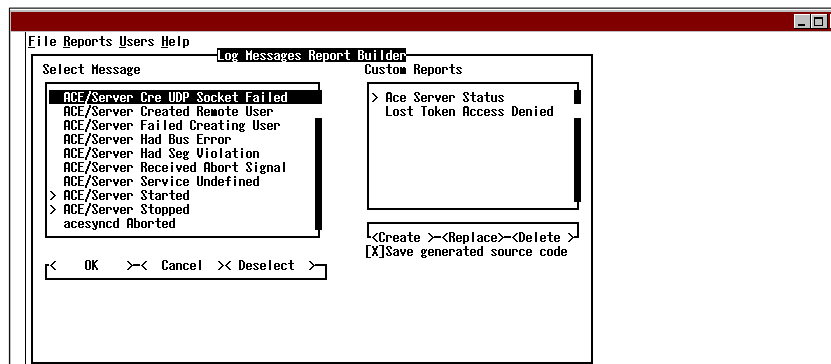 File Reports Users Help
Log Messages Report Builder
Select Message
ACE/Server Cre UDP Socket Failed
ACE/Server Created Remote User
ACE/Server Failed Creating User
ACE/Server Had Bus Error
ACE/Server Had Seg Violation
ACE/Server Received Abort Signal
ACE/Server Service Undefined
> ACE/Server Started
> ACE/Server Stopped
acesyncd Aborted
< OK >-< Cancel >< Deselect >
Custom Reports
> Ace Server Status
Lost Token Access Denied
<Create >-<Replace>-<Delete >
[X]Save generated source code